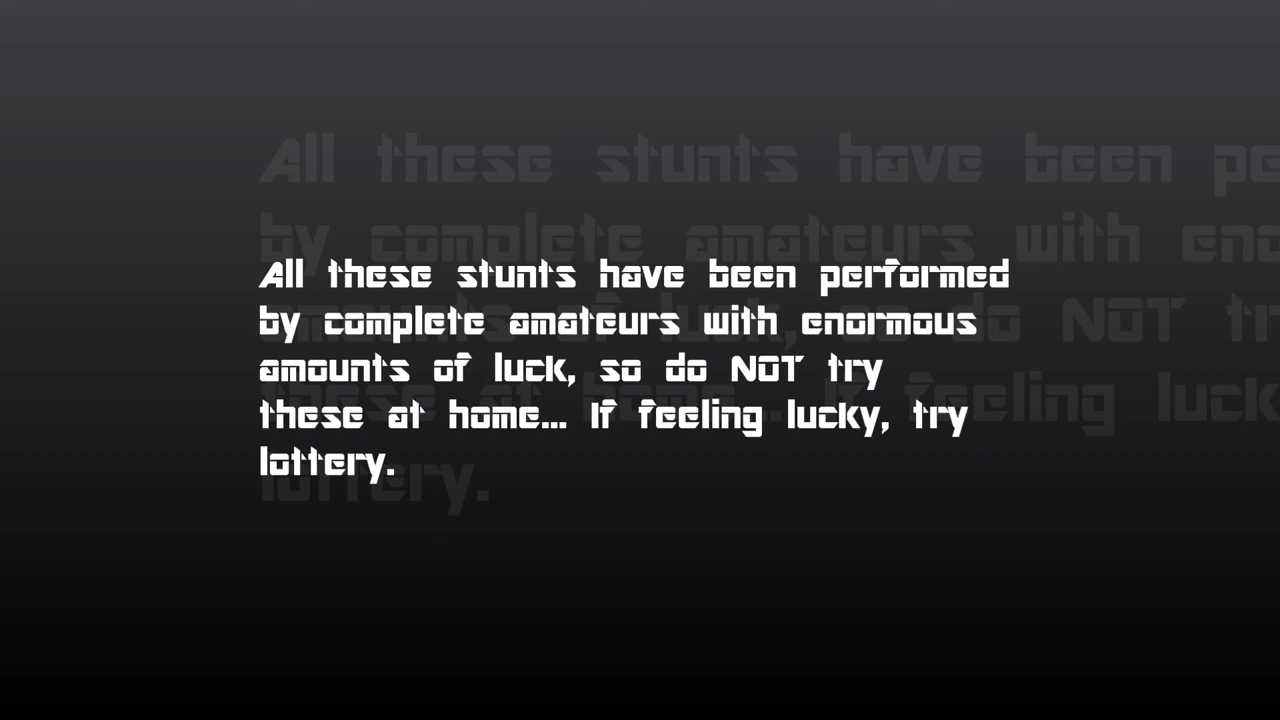 All these stunts have been performed
by complete amateurs with enormous
amounts of luck, so do NOT try
these at home... If feeling lucky, try
lottery.